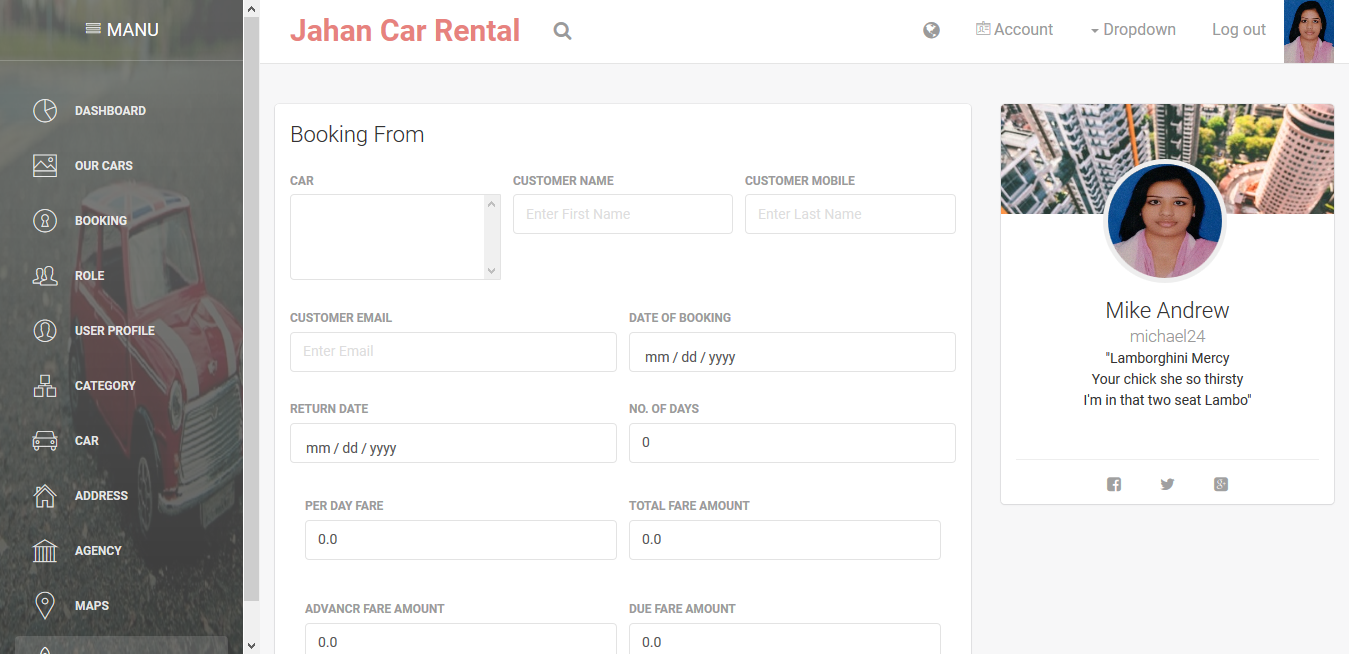 MANU
DASHBOARD
OUR CARS
BOOKING
ROLE
USER PROFILE
CATEGORY
CAR
ADDRESS
AGENCY
MAPS
Jahan Car Rental
Account
Dropdown
Log out
Booking From
CAR CUSTOMER NAME CUSTOMER MOBILE
Enter First Name Enter Last Name
CUSTOMER EMAIL DATE OF BOOKING
Enter Email mm / dd / yyyy
RETURN DATE NO. OF DAYS
mm / dd / yyyy 0
PER DAY FARE TOTAL FARE AMOUNT
0.0 0.0
ADVANCR FARE AMOUNT DUE FARE AMOUNT
0.0 0.0
Mike Andrew
michael24
"Lamborghini Mercy
Your chick she so thirsty
I'm in that two seat Lambo"